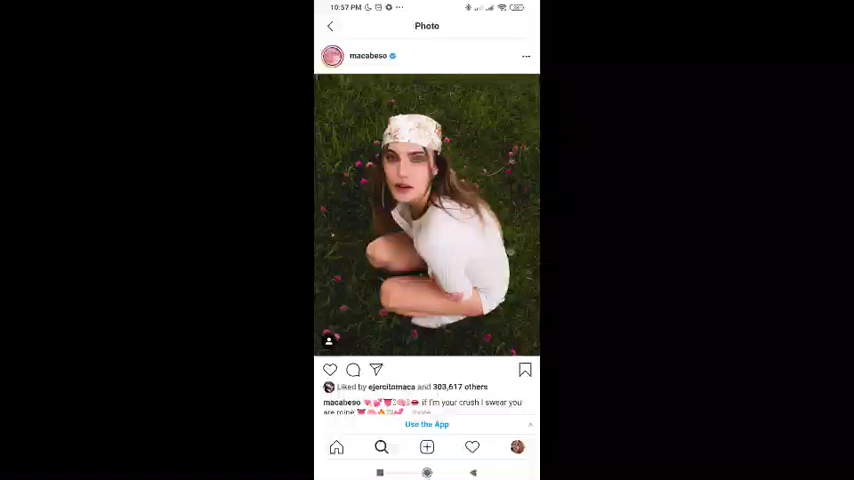 10:57 PM
Photo
macabeso
Liked by ejercitomaca and 303,617 others
macabeso 💘💕👅 🧠 👄 if I'm your crush I swear you
are mine 👅🧠🔥 💕 more
Use the App